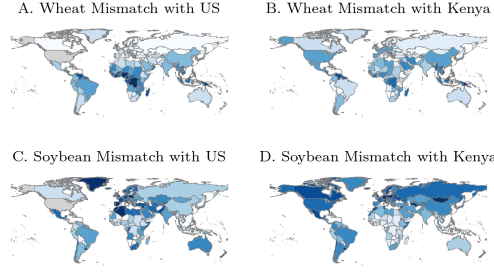 A. Wheat Mismatch with US
B. Wheat Mismatch with Kenya
C. Soybean Mismatch with US
D. Soybean Mismatch with Kenya